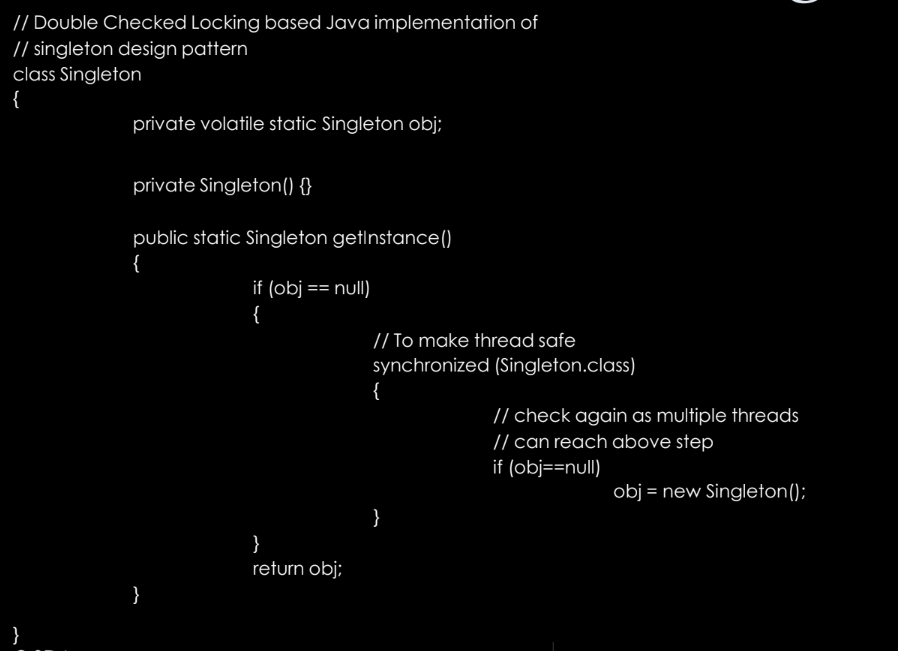 // Double Checked Locking based Java implementation of
// singleton design pattern
class Singleton
{
private volatile static Singleton obj;
private Singleton() {}
public static Singleton getInstance()
{
if (obj == null)
{
// To make thread safe
synchronized (Singleton.class)
{
// check again as multiple threads
// can reach above step
if (obj==null)
obj = new Singleton();
}
}
return obj;
}
}